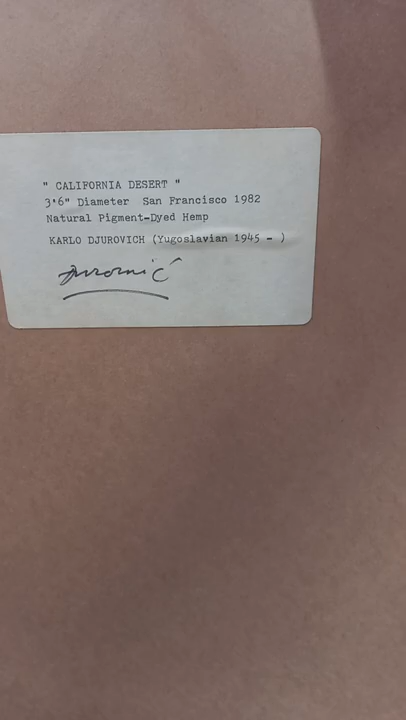 " CALIFORNIA DESERT "
3'6" Diameter San Francisco 1982
Natural Pigment-Dyed Hemp
KARLO DJUROVICH (Yugoslavian 1945 - )